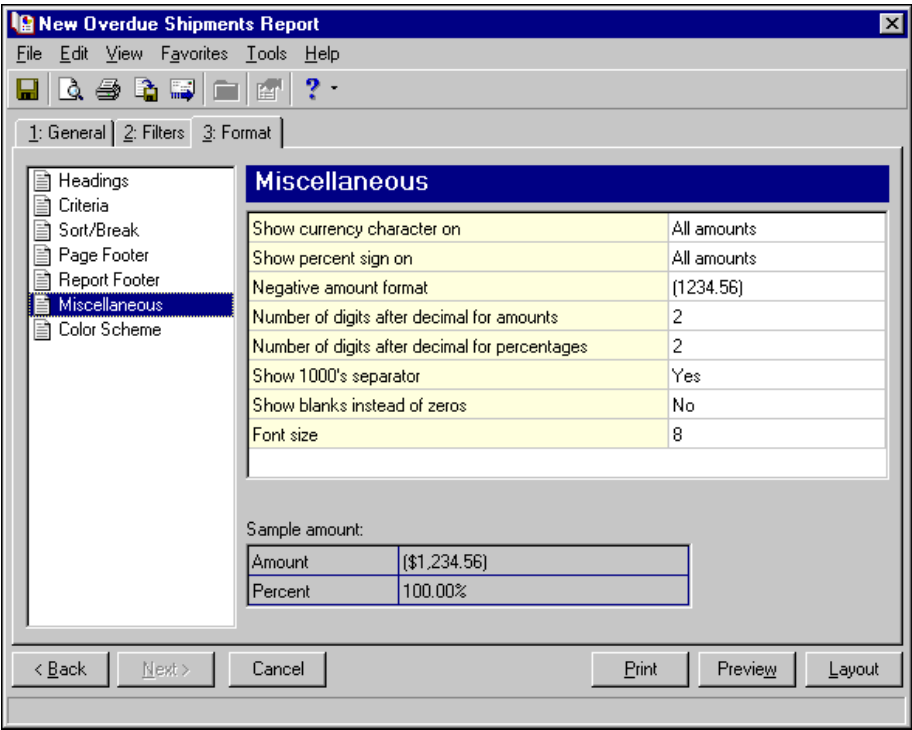 New Overdue Shipments Report
File Edit View Favorites Tools Help
?
1: General 2: Filters 3: Format
Headings
Criteria
Sort/Break
Page Footer
Report Footer
Miscellaneous
Color Scheme
Miscellaneous
Show currency character on All amounts
Show percent sign on All amounts
Negative amount format (1234.56)
Number of digits after decimal for amounts 2
Number of digits after decimal for percentages 2
Show 1000's separator Yes
Show blanks instead of zeros No
Font size 8
Sample amount:
Amount ($1,234.56)
Percent 100.00%
< Back Next > Cancel Print Preview Layout